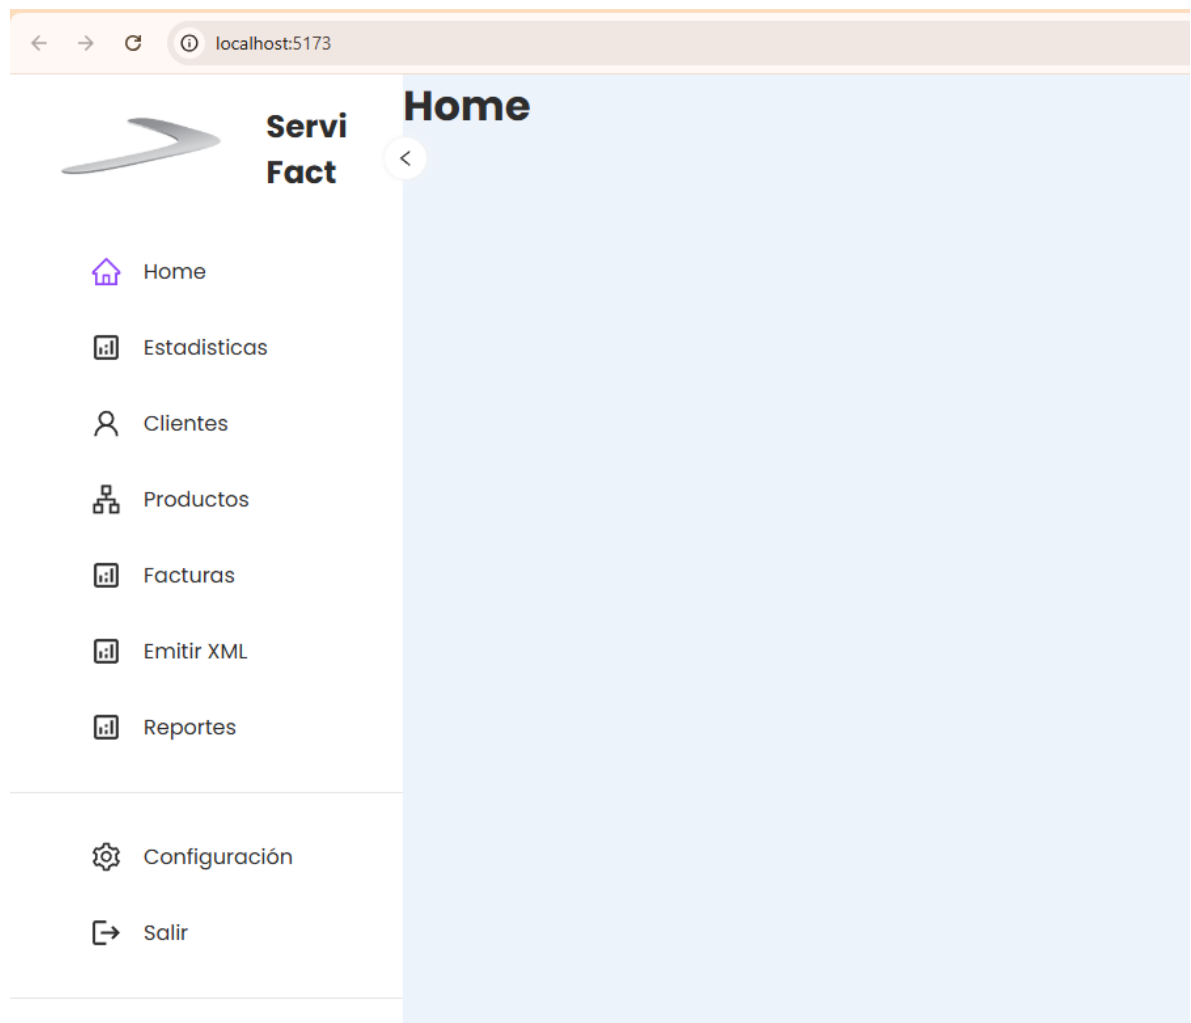 localhost:5173
Home
Servi
Fact
Home
Estadisticas
Clientes
Productos
Facturas
Emitir XML
Reportes
Configuración
Salir